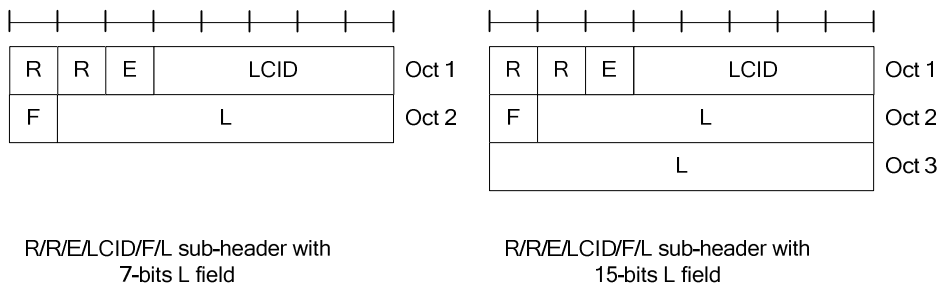 R R E LCID Oct 1
F L Oct 2
R/R/E/LCID/F/L sub-header with
7-bits L field
R R E LCID Oct 1
F L Oct 2
L Oct 3
R/R/E/LCID/F/L sub-header with
15-bits L field